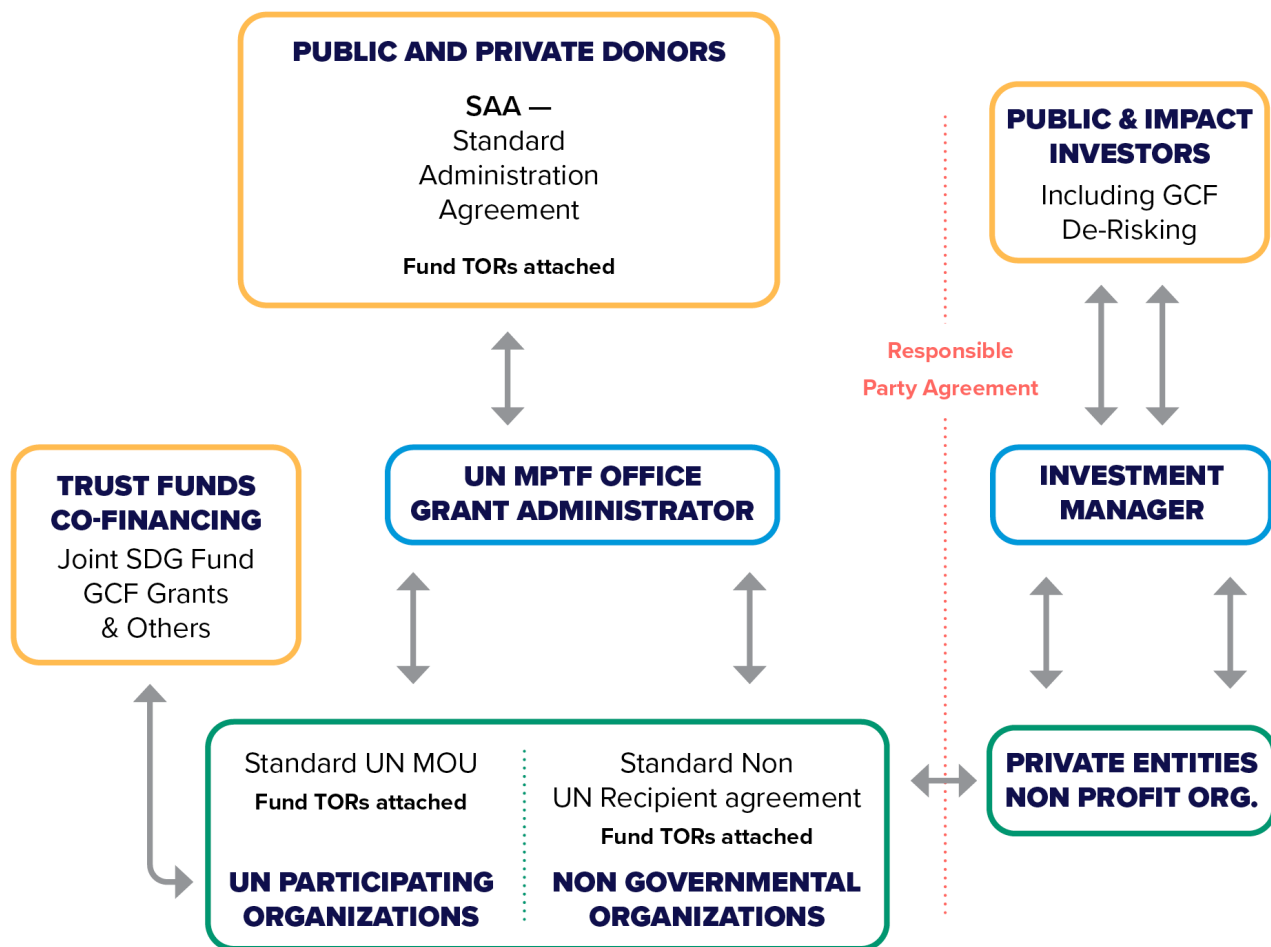 PUBLIC AND PRIVATE DONORS
SAA —
Standard
Administration
Agreement
Fund TORs attached
PUBLIC & IMPACT
INVESTORS
Including GCF
De-Risking
Responsible
Party Agreement
TRUST FUNDS
CO-FINANCING
Joint SDG Fund
GCF Grants
& Others
UN MPTF OFFICE
GRANT ADMINISTRATOR
INVESTMENT
MANAGER
Standard UN MOU
Fund TORs attached
UN PARTICIPATING
ORGANIZATIONS
Standard Non
UN Recipient agreement
Fund TORs attached
NON GOVERNMENTAL
ORGANIZATIONS
PRIVATE ENTITIES
NON PROFIT ORG.